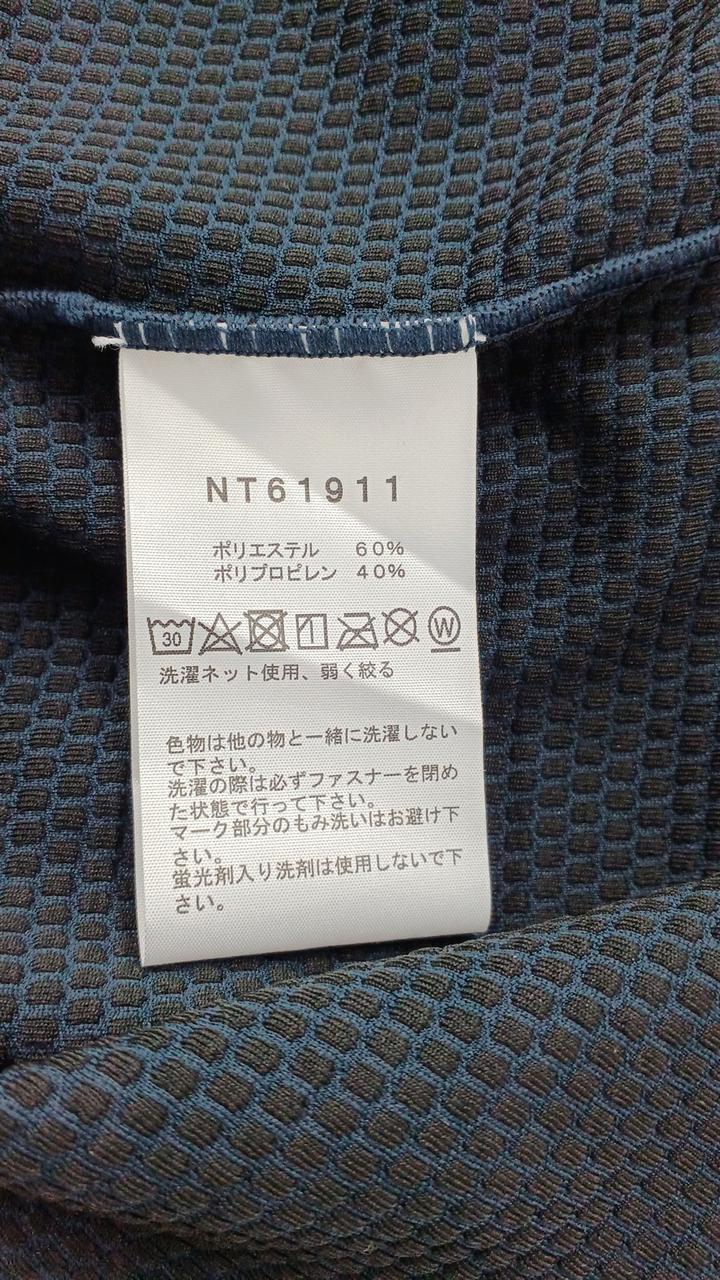 NT61911
ポリエステル 60%
ポリプロピレン 40%
30 W
洗濯ネット使用、弱く絞る
色物は他の物と一緒に洗濯しない
で下さい。
洗濯の際は必ずファスナーを閉め
た状態で行って下さい。
マーク部分のもみ洗いはお避け下
さい。
蛍光剤入り洗剤は使用しないで下
さい。